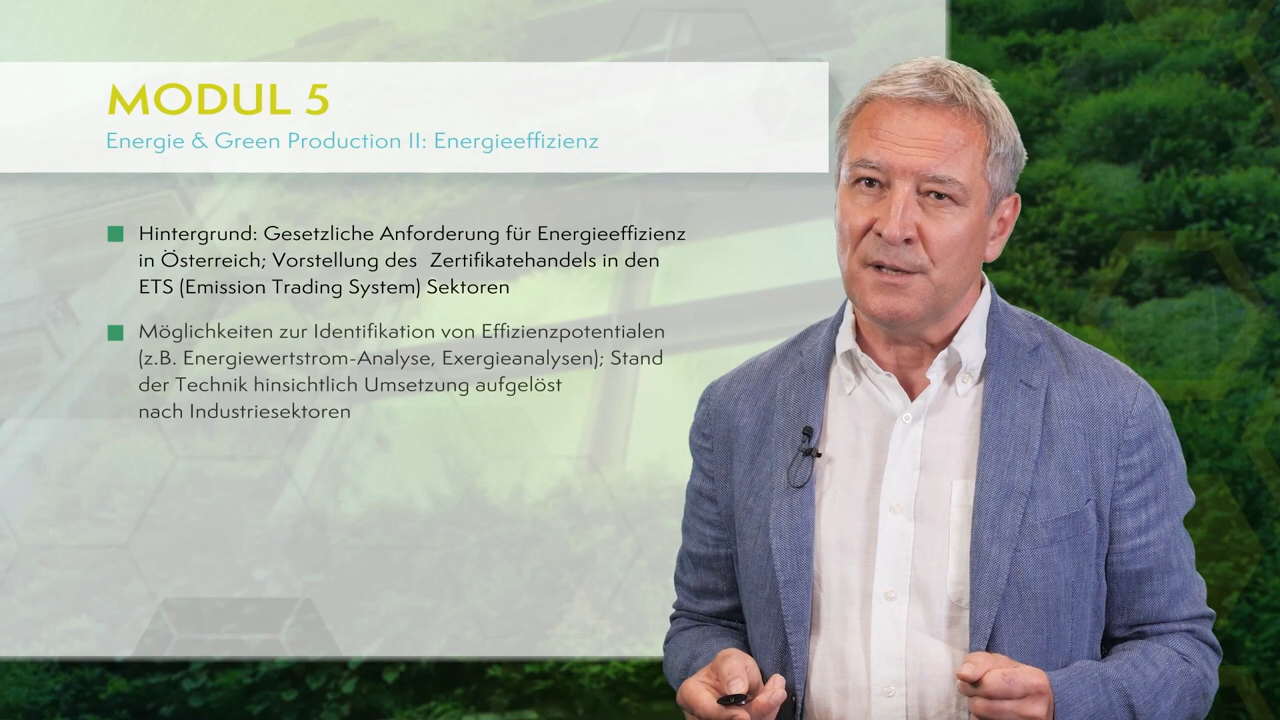 MODUL 5
Energie & Green Production II: Energieeffizienz
Hintergrund: Gesetzliche Anforderung für Energieeffizienz
in Österreich; Vorstellung des Zertifikatehandels in den
ETS (Emission Trading System) Sektoren
Möglichkeiten zur Identifikation von Effizienzpotentialen
(z.B. Energiewertstrom-Analyse, Exergieanalysen); Stand
der Technik hinsichtlich Umsetzung aufgelöst
nach Industriesektoren